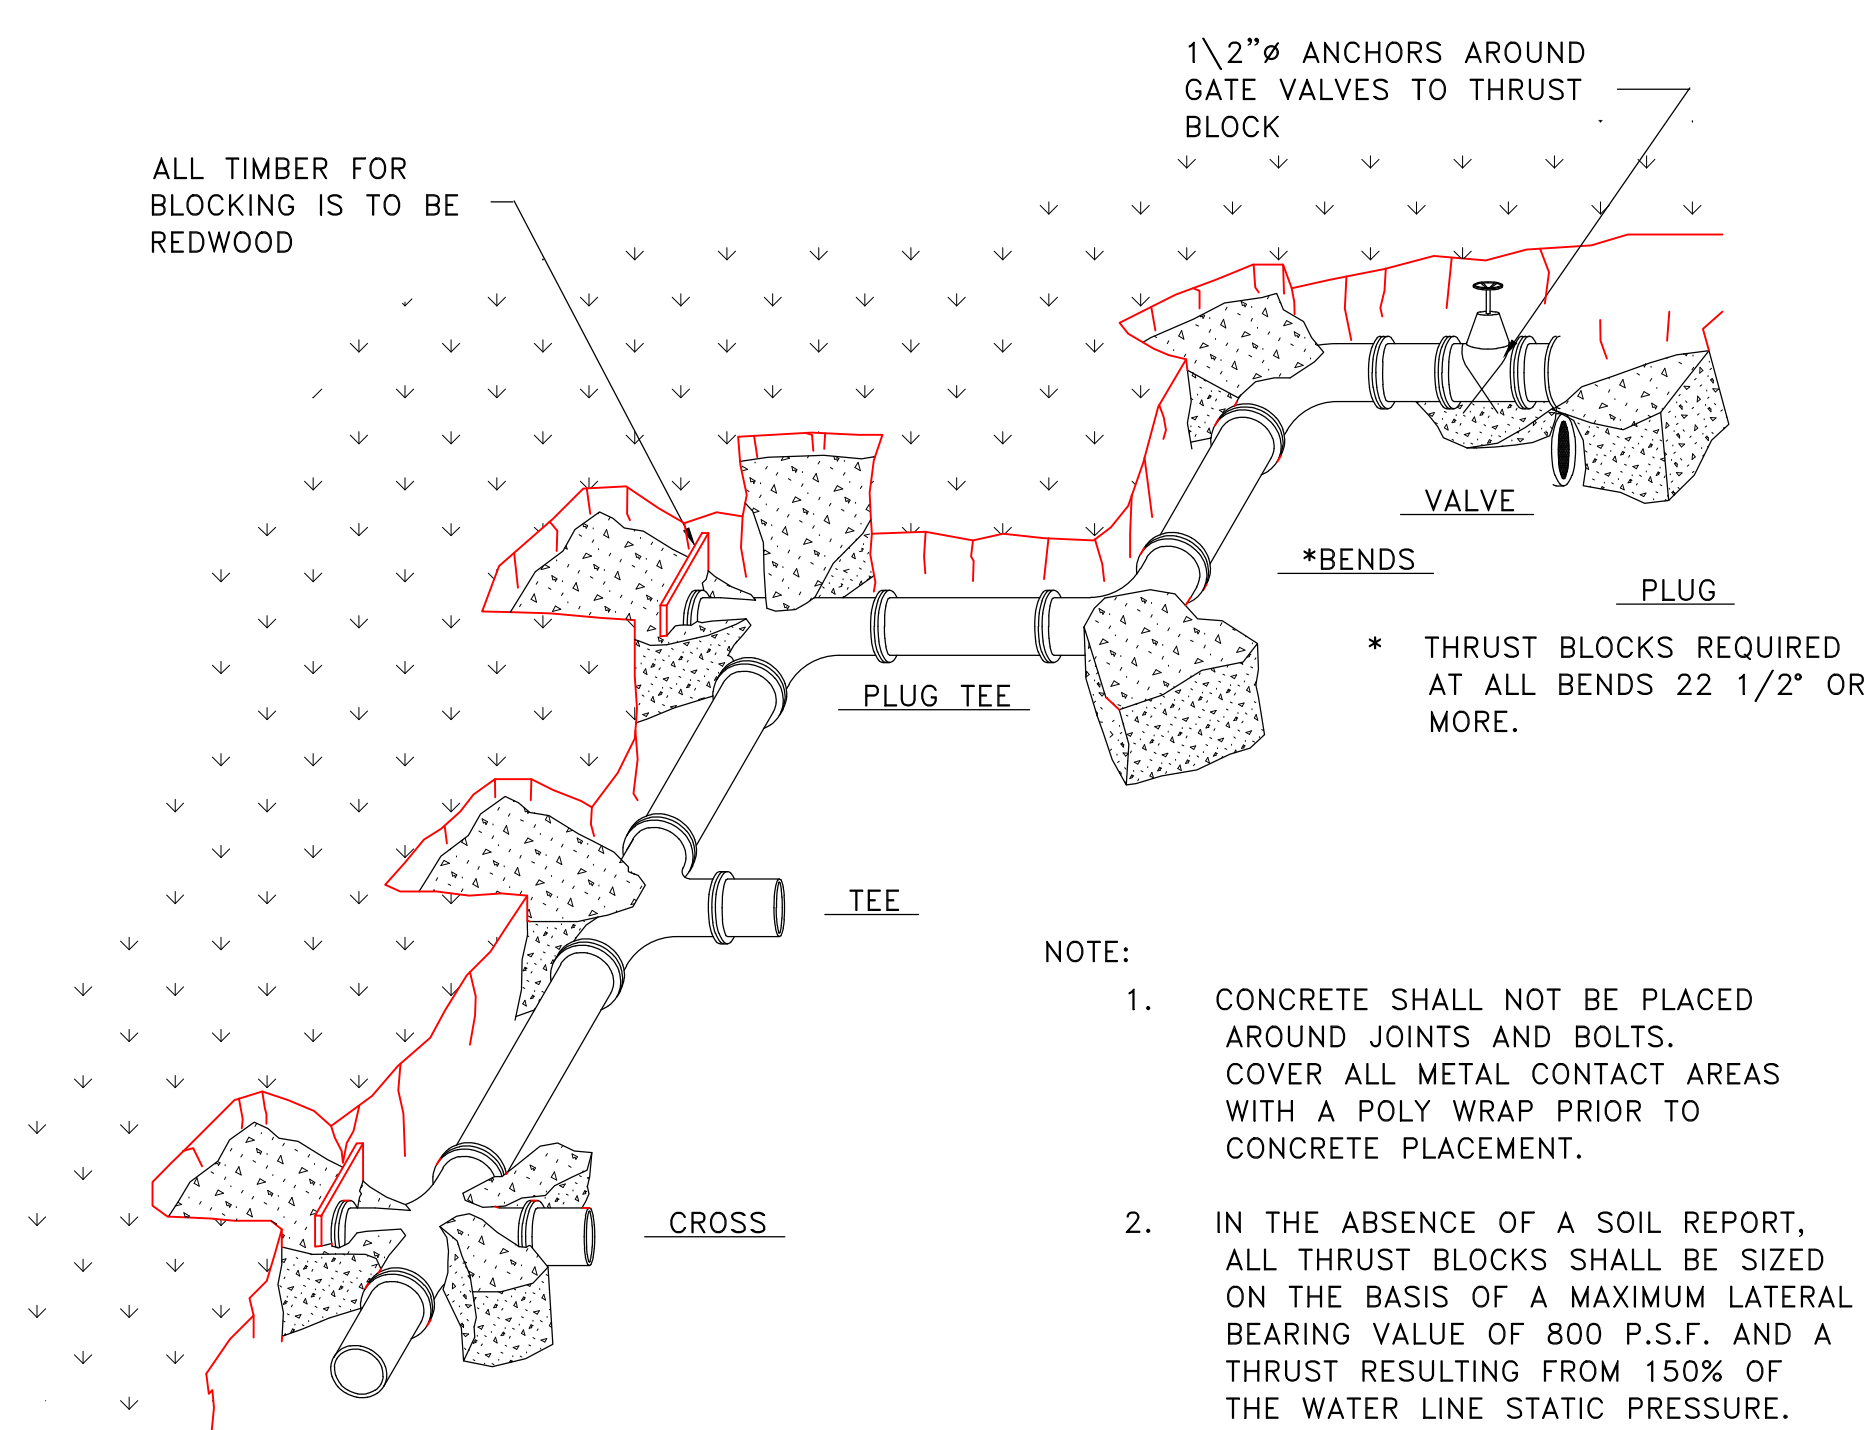 1\2”ø ANCHORS AROUND
GATE VALVES TO THRUST
BLOCK
ALL TIMBER FOR
BLOCKING IS TO BE
REDWOOD
VALVE
*BENDS
PLUG
* THRUST BLOCKS REQUIRED
AT ALL BENDS 22 1/2° OR
MORE.
PLUG TEE
TEE
CROSS
NOTE:
1. CONCRETE SHALL NOT BE PLACED
AROUND JOINTS AND BOLTS.
COVER ALL METAL CONTACT AREAS
WITH A POLY WRAP PRIOR TO
CONCRETE PLACEMENT.
2. IN THE ABSENCE OF A SOIL REPORT,
ALL THRUST BLOCKS SHALL BE SIZED
ON THE BASIS OF A MAXIMUM LATERAL
BEARING VALUE OF 800 P.S.F. AND A
THRUST RESULTING FROM 150% OF
THE WATER LINE STATIC PRESSURE.